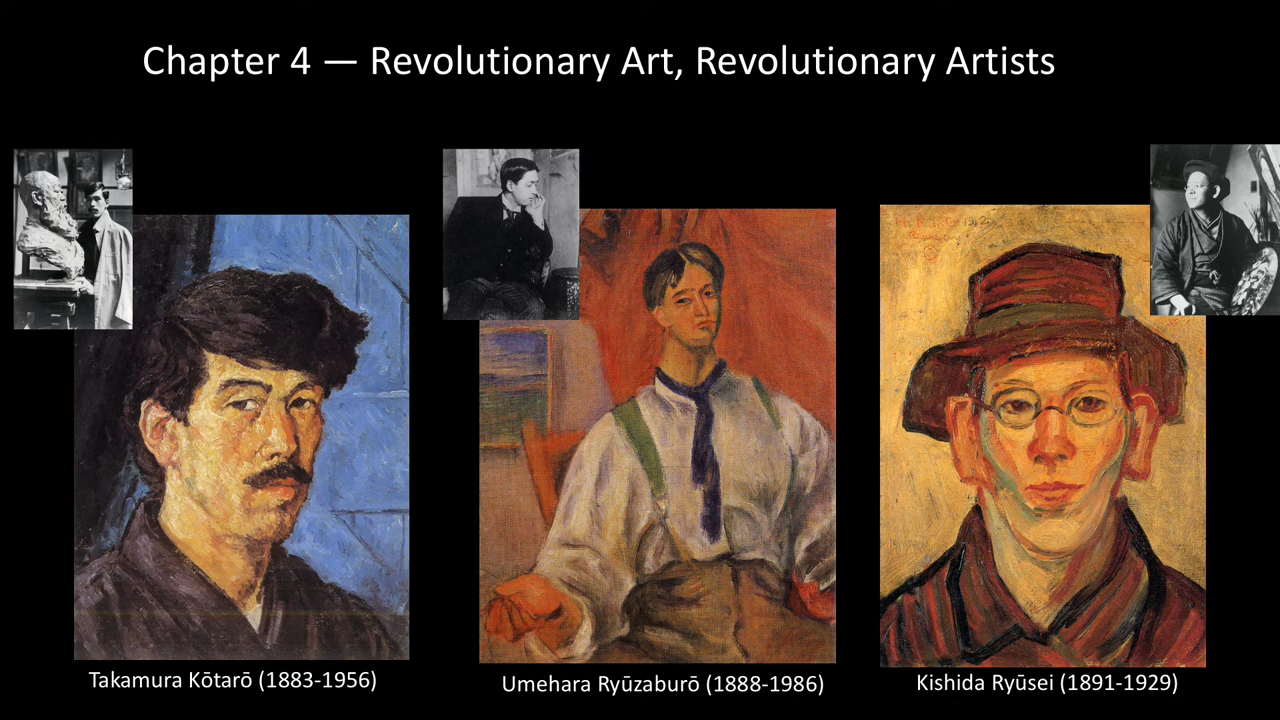 Chapter 4 — Revolutionary Art, Revolutionary Artists
Takamura Kōtarō (1883-1956)
Umehara Ryūzaburō (1888-1986)
Kishida Ryūsei (1891-1929)